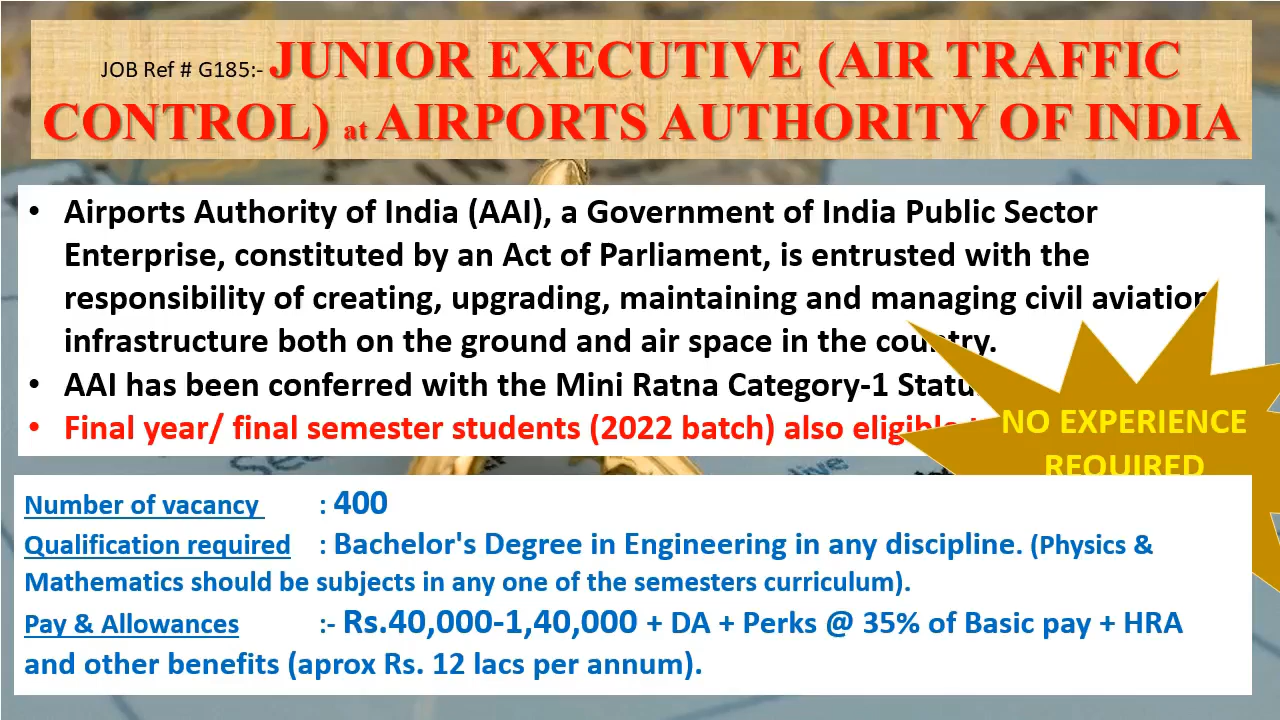 JOB Ref # G185:- JUNIOR EXECUTIVE (AIR TRAFFIC
CONTROL) at AIRPORTS AUTHORITY OF INDIA
• Airports Authority of India (AAI), a Government of India Public Sector
Enterprise, constituted by an Act of Parliament, is entrusted with the
responsibility of creating, upgrading, maintaining and managing civil aviation
infrastructure both on the ground and air space in the country.
• AAI has been conferred with the Mini Ratna Category-1 Statu
• Final year/ final semester students (2022 batch) also eligible
NO EXPERIENCE
REQUIRED
Number of vacancy : 400
Qualification required : Bachelor's Degree in Engineering in any discipline. (Physics &
Mathematics should be subjects in any one of the semesters curriculum).
Pay & Allowances :- Rs.40,000-1,40,000 + DA + Perks @ 35% of Basic pay + HRA
and other benefits (aprox Rs. 12 lacs per annum).